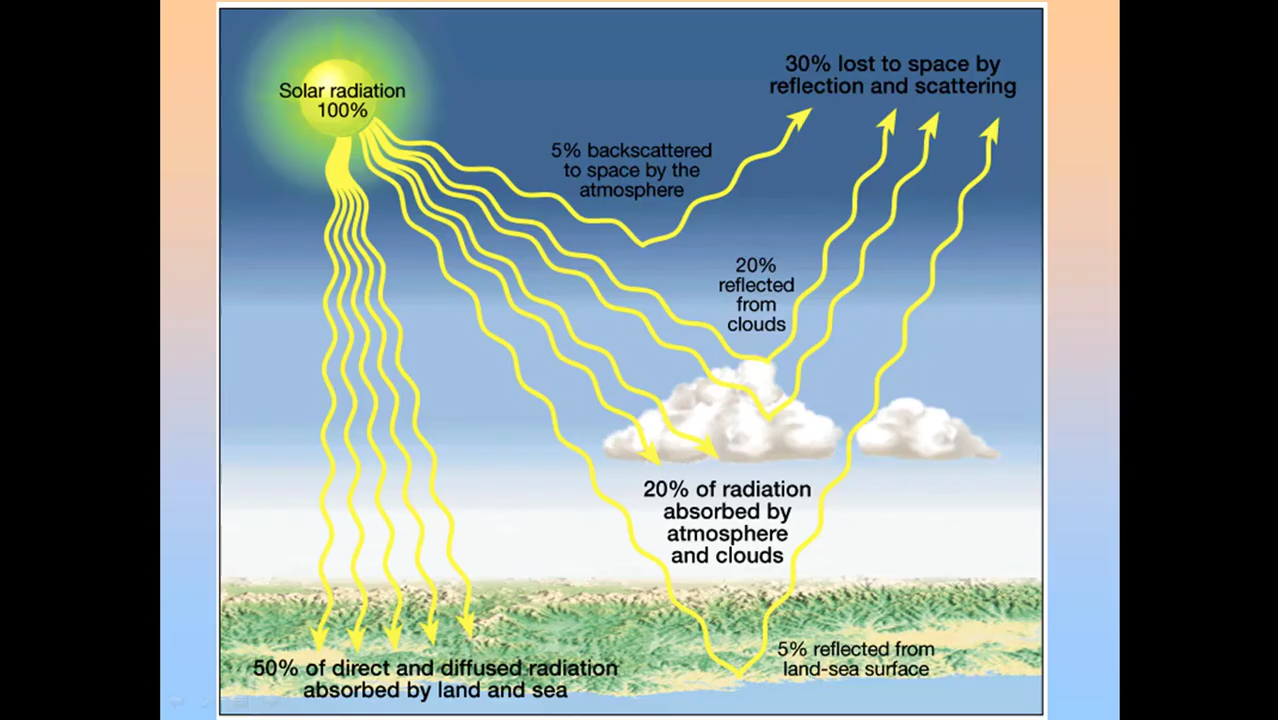 Solar radiation
100%
30% lost to space by
reflection and scattering
5% backscattered
to space by the
atmosphere
20%
reflected
from
clouds
20% of radiation
absorbed by
atmosphere
and clouds
5% reflected from
land-sea surface
50% of direct and diffused radiation
absorbed by land and sea